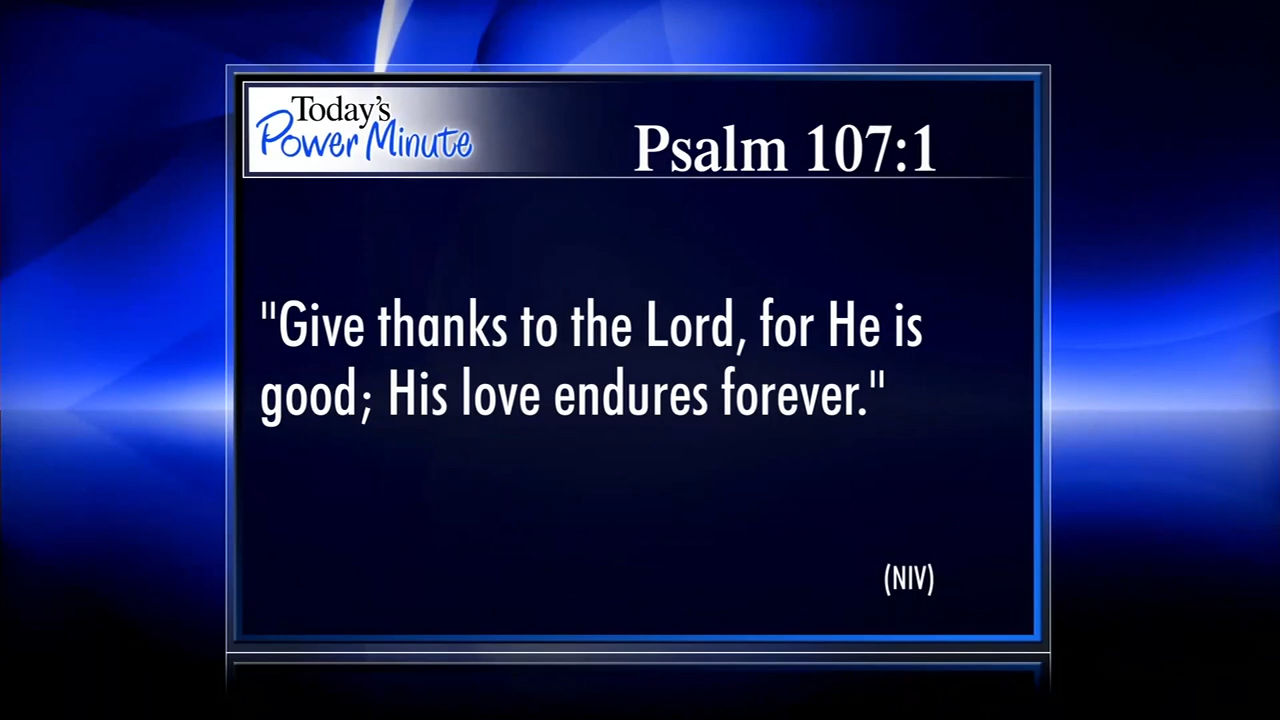 Today's
Power Minute
Psalm 107:1
"Give thanks to the Lord, for He is
good; His love endures forever."
(NIV)